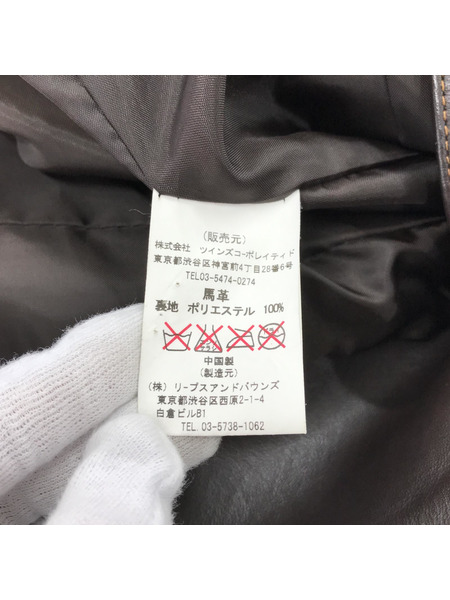 (販売元)
株式会社 ツインズコ-ポレイティド
東京都渋谷区神宮前4丁目28番6号
TEL03-5474-0274
馬革
裏地 ポリエステル 100%
中国製
(製造元)
(株) リ-プスアンドバウンズ
東京都渋谷区西原2-1-4
白倉ビルB1
TEL. 03-5738-1062